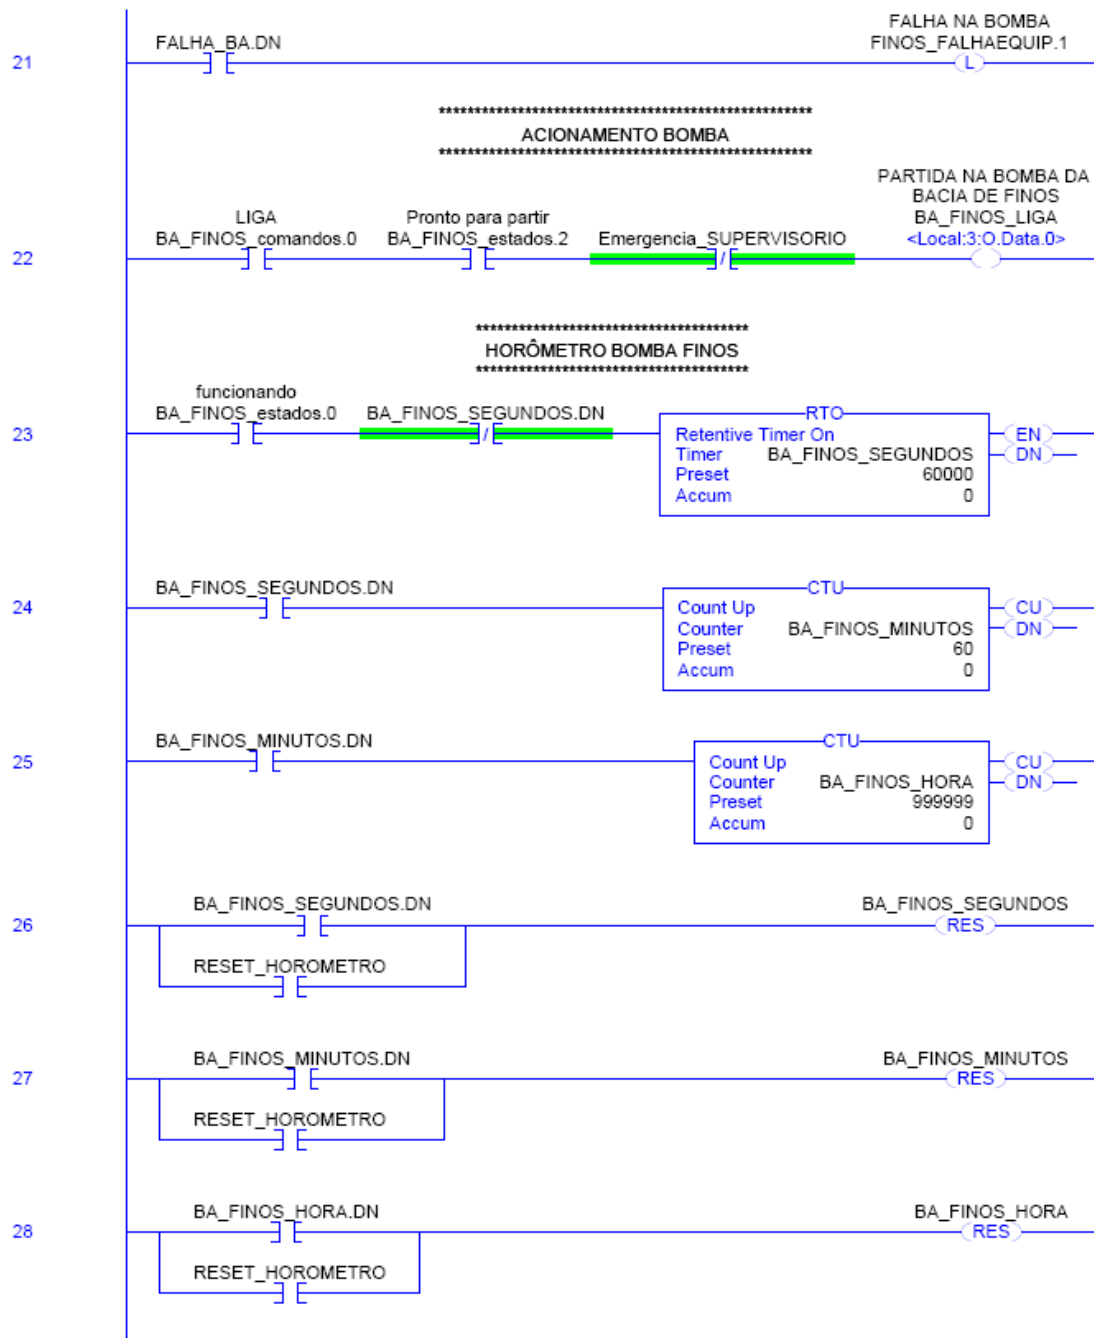 21
FALHA_BA.DN
FALHA NA BOMBA
FINOS_FALHAEQUIP.1
L
****************************************************
ACIONAMENTO BOMBA
****************************************************
22
LIGA
BA_FINOS_comandos.0
Pronto para partir
BA_FINOS_estados.2
Emergencia_SUPERVISORIO
/
PARTIDA NA BOMBA DA
BACIA DE FINOS
BA_FINOS_LIGA
<Local:3:O.Data.0>
**************************************
HORÔMETRO BOMBA FINOS
**************************************
23
funcionando
BA_FINOS_estados.0
BA_FINOS_SEGUNDOS.DN
/
RTO
Retentive Timer On
Timer BA_FINOS_SEGUNDOS
Preset 60000
Accum 0
EN
DN
24
BA_FINOS_SEGUNDOS.DN
CTU
Count Up
Counter BA_FINOS_MINUTOS
Preset 60
Accum 0
CU
DN
25
BA_FINOS_MINUTOS.DN
CTU
Count Up
Counter BA_FINOS_HORA
Preset 999999
Accum 0
CU
DN
26
BA_FINOS_SEGUNDOS.DN
RESET_HOROMETRO
BA_FINOS_SEGUNDOS
RES
27
BA_FINOS_MINUTOS.DN
RESET_HOROMETRO
BA_FINOS_MINUTOS
RES
28
BA_FINOS_HORA.DN
RESET_HOROMETRO
BA_FINOS_HORA
RES